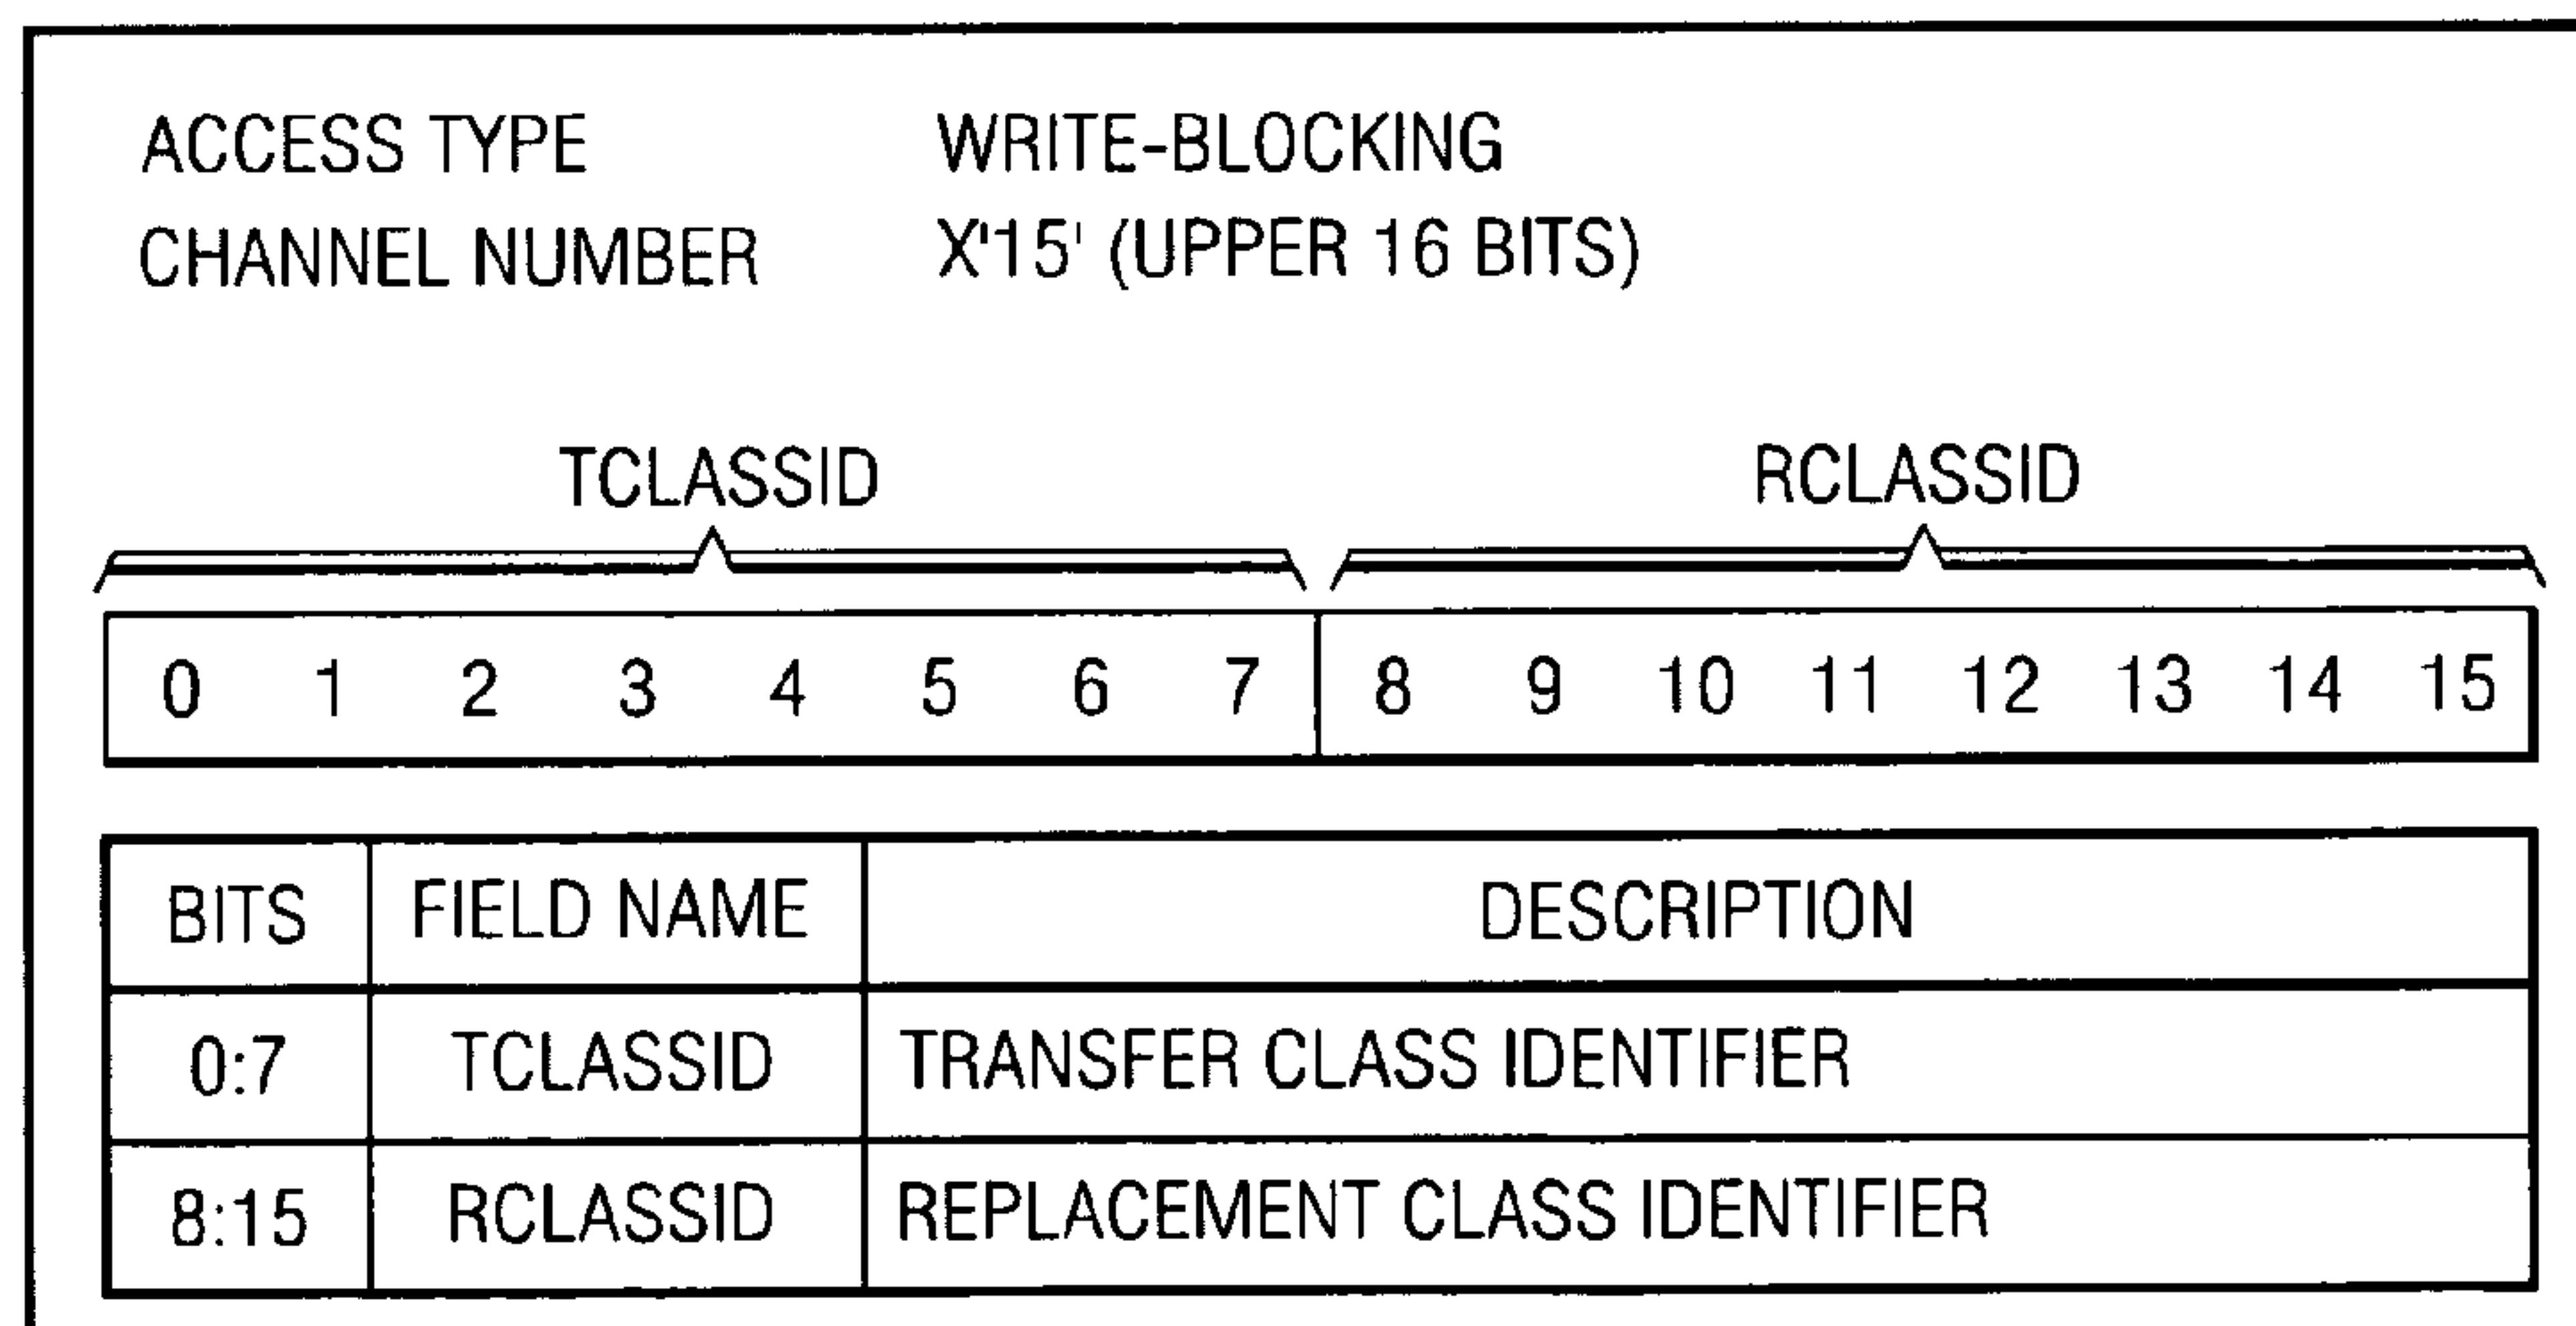 ACCESS TYPE WRITE-BLOCKING
CHANNEL NUMBER X'15' (UPPER 16 BITS)
TCLASSID RCLASSID
0 1 2 3 4 5 6 7 8 9 10 11 12 13 14 15
BITS FIELD NAME DESCRIPTION
0:7 TCLASSID TRANSFER CLASS IDENTIFIER
8:15 RCLASSID REPLACEMENT CLASS IDENTIFIER